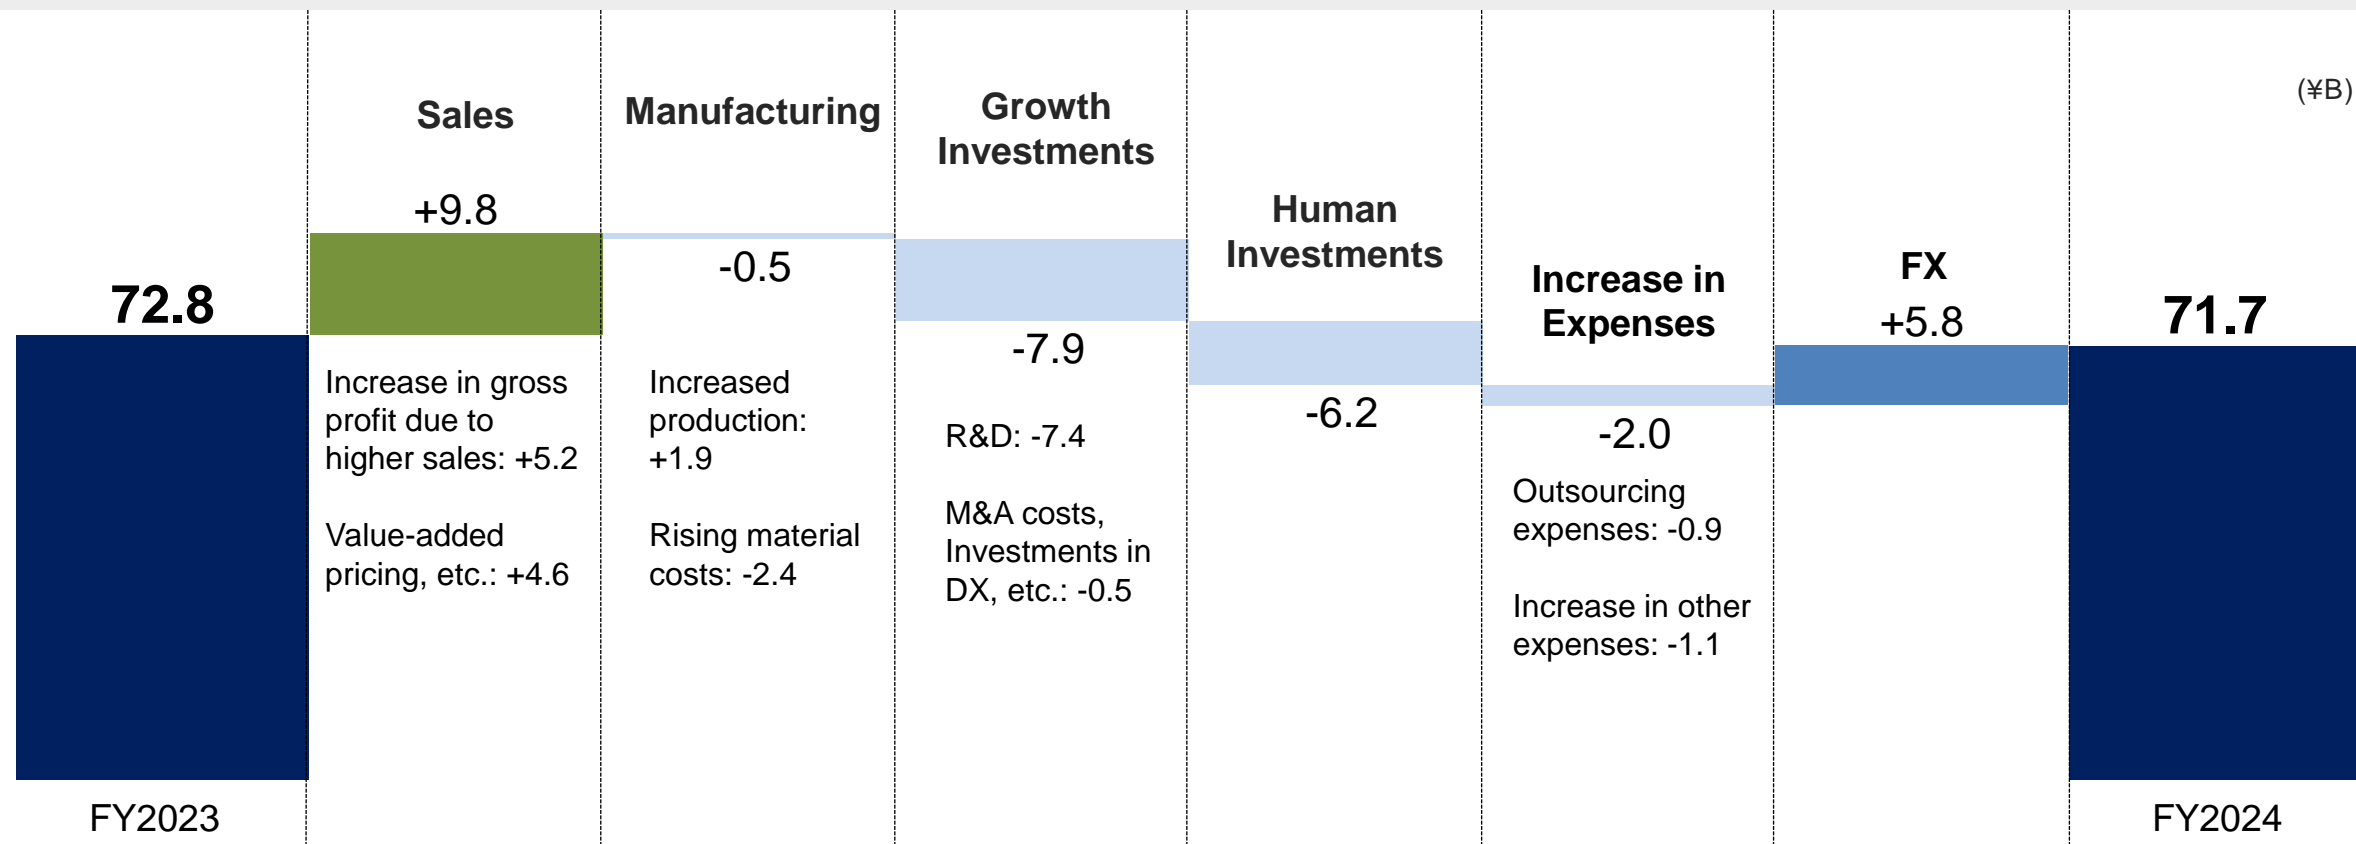 (¥B)
72.8
FY2023
Sales
+9.8
Increase in gross
profit due to
higher sales: +5.2
Value-added
pricing, etc.: +4.6
Manufacturing
-0.5
Increased
production:
+1.9
Rising material
costs: -2.4
Growth
Investments
-7.9
R&D: -7.4
M&A costs,
Investments in
DX, etc.: -0.5
Human
Investments
-6.2
Increase in
Expenses
-2.0
Outsourcing
expenses: -0.9
Increase in other
expenses: -1.1
FX
+5.8
71.7
FY2024